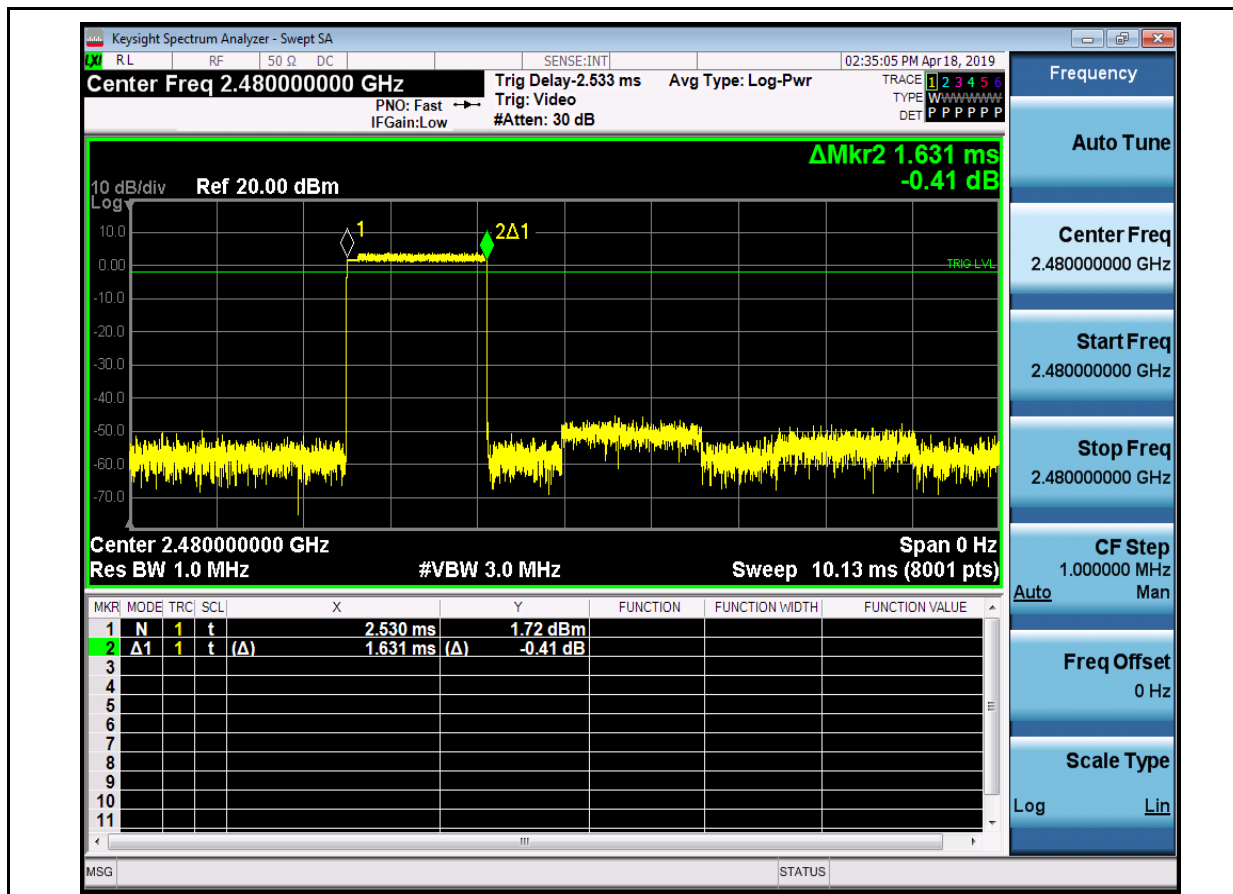 Keysight Spectrum Analyzer - Swept SA
LXI RL RF 50 Ω DC SENSE:INT 02:35:05 PM Apr 18, 2019
Center Freq 2.480000000 GHz
PNO: Fast
IFGain:Low
Trig Delay-2.533 ms
Trig: Video
#Atten: 30 dB
Avg Type: Log-Pwr
TRACE 1 2 3 4 5 6
TYPE WWWWWW
DET P P P P P P
ΔMkr2 1.631 ms
-0.41 dB
10 dB/div Ref 20.00 dBm
Log
10.0
0.00
-10.0
-20.0
-30.0
-40.0
-50.0
-60.0
-70.0
1
2Δ1
TRIG LVL
Center 2.480000000 GHz Span 0 Hz
Res BW 1.0 MHz #VBW 3.0 MHz Sweep 10.13 ms (8001 pts)
MKR MODE TRC SCL X Y FUNCTION FUNCTION WIDTH FUNCTION VALUE
1 N 1 t 2.530 ms 1.72 dBm
2 Δ1 1 t (Δ) 1.631 ms (Δ) -0.41 dB
3
4
5
6
7
8
9
10
11
MSG STATUS
Frequency
Auto Tune
Center Freq
2.480000000 GHz
Start Freq
2.480000000 GHz
Stop Freq
2.480000000 GHz
CF Step
1.000000 MHz
Auto Man
Freq Offset
0 Hz
Scale Type
Log Lin